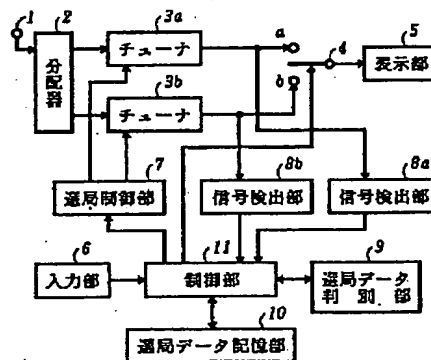 1
2
3a
3b
4
5
a
b
分配器
チューナ
チューナ
表示部
7
8b
8a
選局制御部
信号検出部
信号検出部
6
11
9
入力部
制御部
選局データ
判別部
10
選局データ記憶部